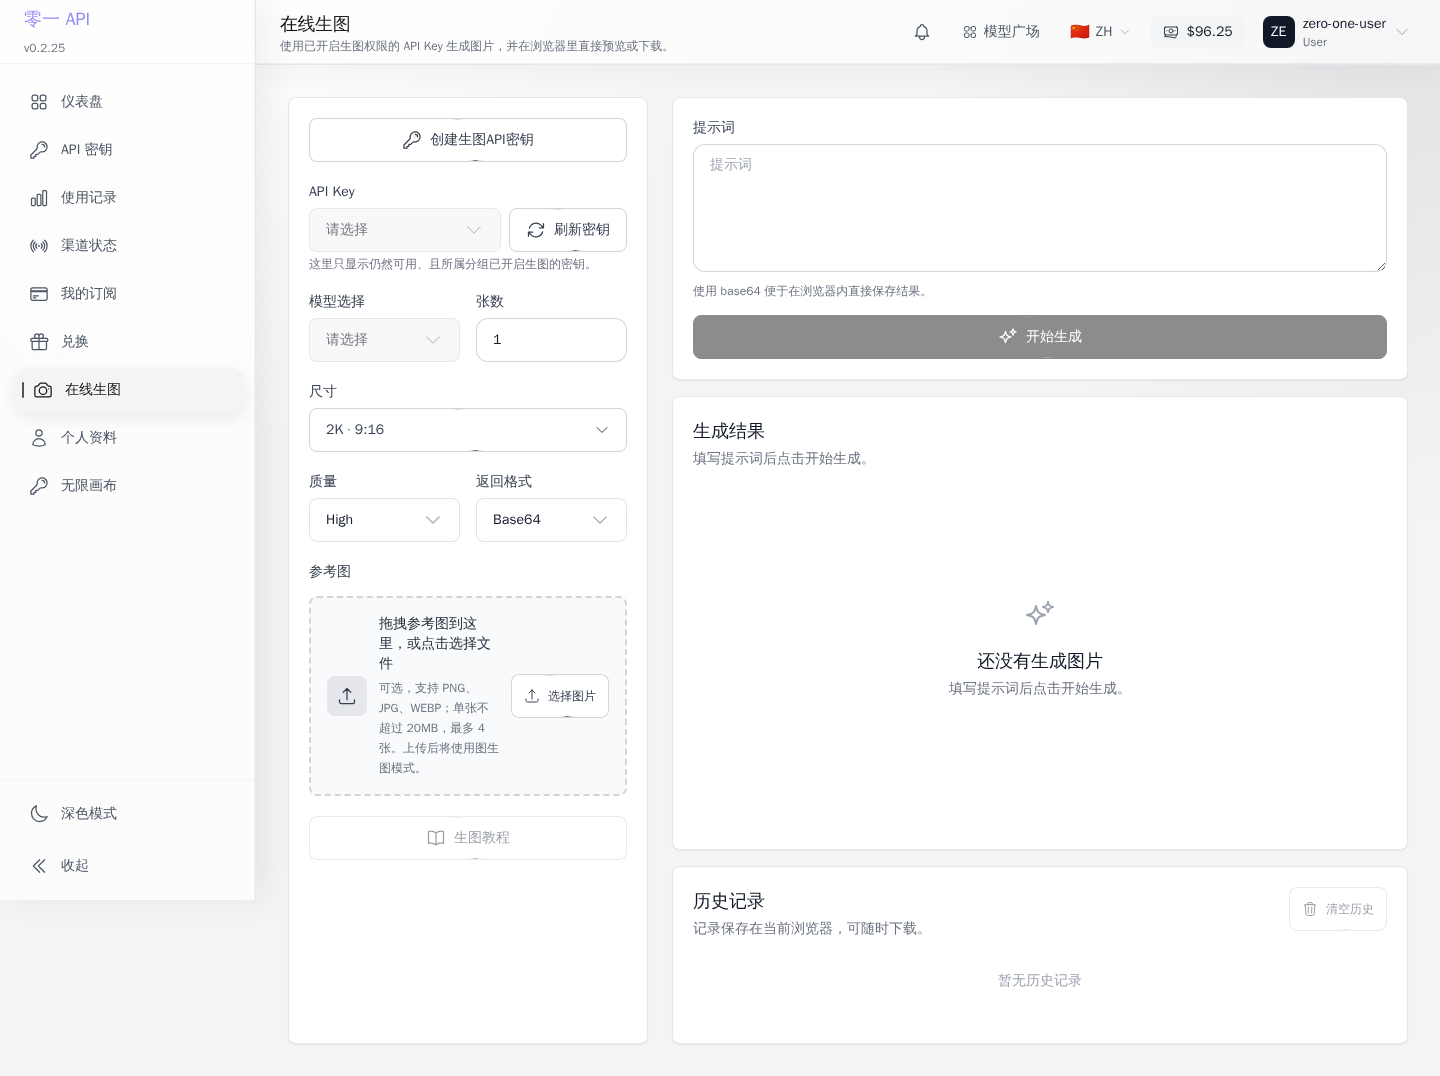 零一 API
v0.2.25
仪表盘
API 密钥
使用记录
渠道状态
我的订阅
兑换
在线生图
个人资料
无限画布
深色模式
收起
在线生图
使用已开启生图权限的 API Key 生成图片，并在浏览器里直接预览或下载。
模型广场
ZH
$96.25
ZE
zero-one-user
User
创建生图API密钥
API Key
请选择
刷新密钥
这里只显示仍然可用、且所属分组已开启生图的密钥。
模型选择
张数
请选择
1
尺寸
2K · 9:16
质量
返回格式
High
Base64
参考图
拖拽参考图到这
里，或点击选择文
件
可选，支持 PNG、
JPG、WEBP；单张不
超过 20MB，最多 4
张。上传后将使用图生
图模式。
选择图片
生图教程
提示词
提示词
使用 base64 便于在浏览器内直接保存结果。
开始生成
生成结果
填写提示词后点击开始生成。
还没有生成图片
填写提示词后点击开始生成。
历史记录
记录保存在当前浏览器，可随时下载。
清空历史
暂无历史记录